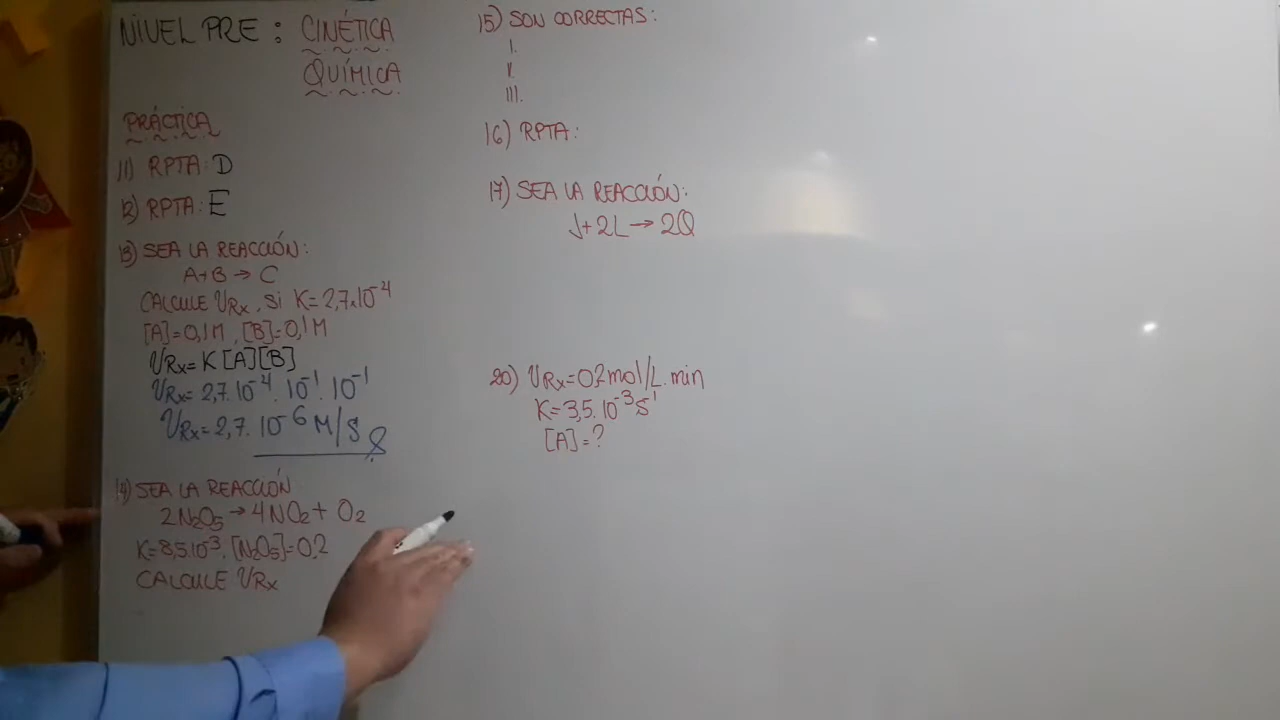 NIVEL PRE: CINÉTICA
QUÍMICA
PRÁCTICA
11) RPTA: D
12) RPTA: E
13) SEA LA REACCIÓN:
A+B → C
CALCULE VRx, Si K=2,7x10⁻⁴
[A]=0,1M, [B]=0,1M
VRx=K[A][B]
VRx=2,7.10⁻⁴.10⁻¹.10⁻¹
VRx=2,7.10⁻⁶ M/S
14) SEA LA REACCIÓN
2N2O5 → 4NO2 + O2
K=8,5.10⁻³, [N2O5]=0,2
CALCULE VRx
15) SON CORRECTAS:
I.
II.
III.
16) RPTA:
17) SEA LA REACCIÓN:
J+2L → 2Q
20) VRx=0,2mol/L.min
K=3,5.10⁻³ S⁻¹
[A]=?